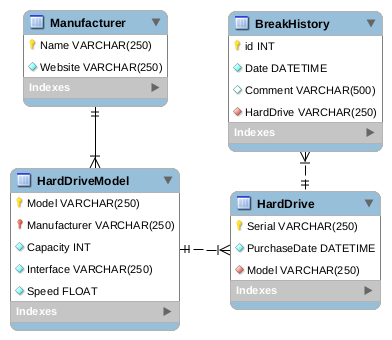 Manufacturer
Name VARCHAR(250)
Website VARCHAR(250)
Indexes
BreakHistory
id INT
Date DATETIME
Comment VARCHAR(500)
HardDrive VARCHAR(250)
Indexes
HardDriveModel
Model VARCHAR(250)
Manufacturer VARCHAR(250)
Capacity INT
Interface VARCHAR(250)
Speed FLOAT
Indexes
HardDrive
Serial VARCHAR(250)
PurchaseDate DATETIME
Model VARCHAR(250)
Indexes